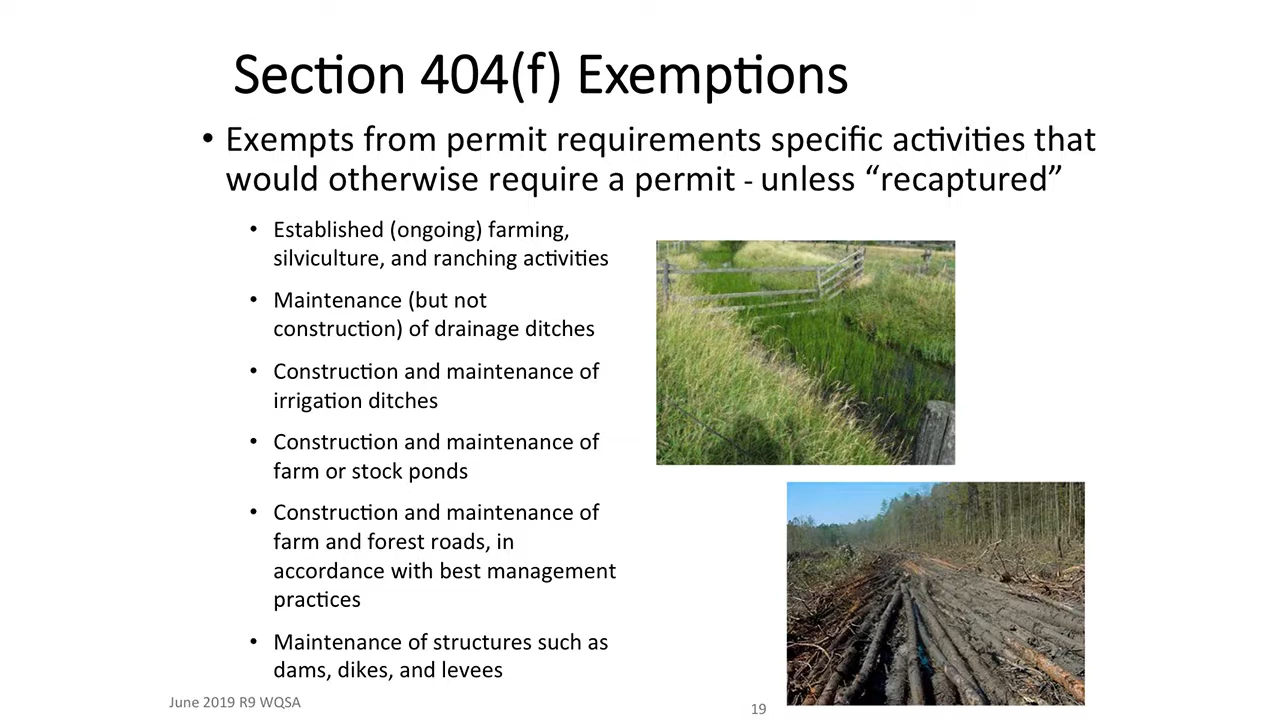 Section 404(f) Exemptions
• Exempts from permit requirements specific activities that
would otherwise require a permit - unless “recaptured”
• Established (ongoing) farming,
silviculture, and ranching activities
• Maintenance (but not
construction) of drainage ditches
• Construction and maintenance of
irrigation ditches
• Construction and maintenance of
farm or stock ponds
• Construction and maintenance of
farm and forest roads, in
accordance with best management
practices
• Maintenance of structures such as
dams, dikes, and levees
June 2019 R9 WQSA
19